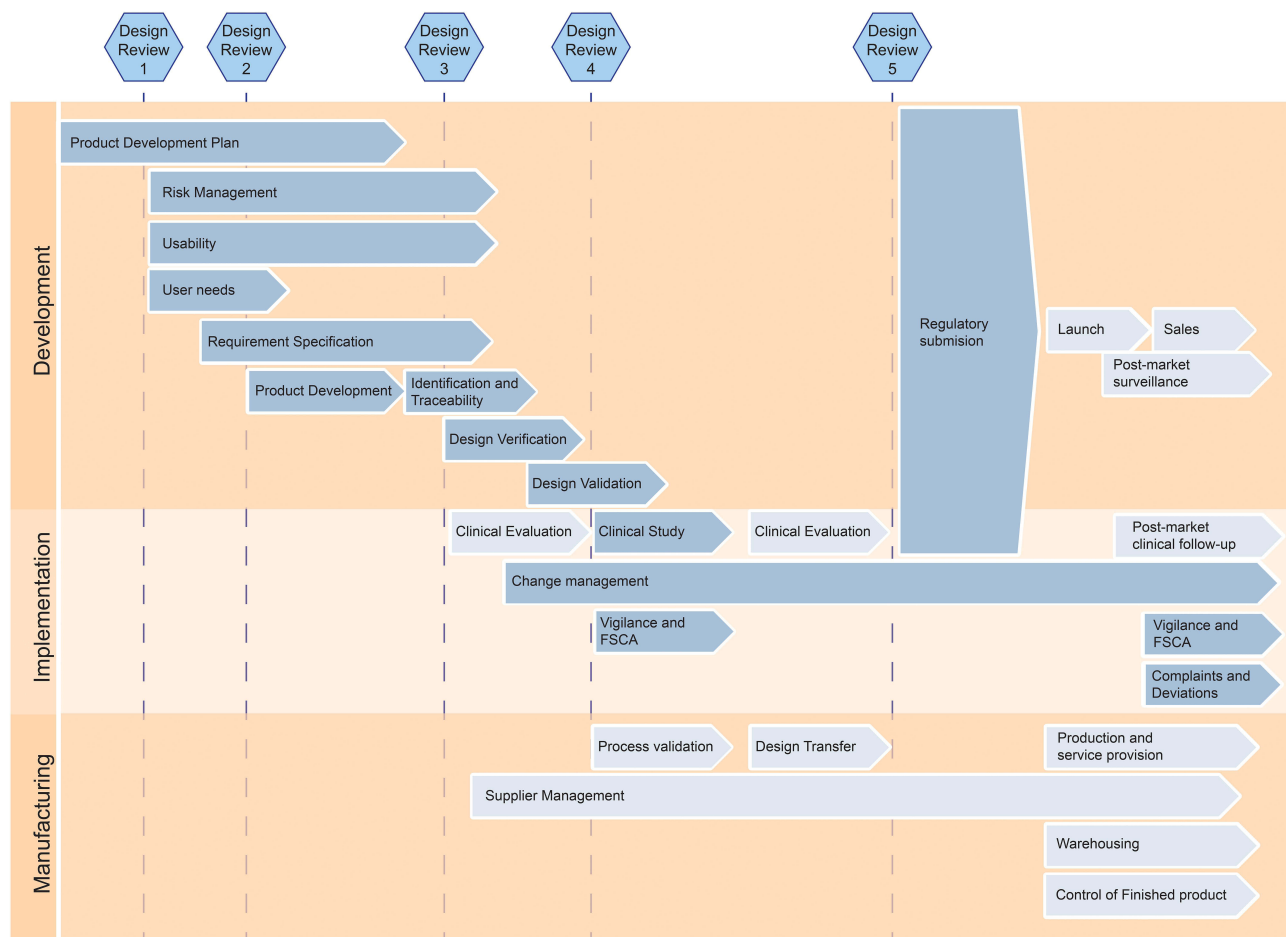 Design
Review
1
Design
Review
2
Design
Review
3
Design
Review
4
Design
Review
5
Development
Product Development Plan
Risk Management
Usability
User needs
Requirement Specification
Product Development
Identification and
Traceability
Design Verification
Design Validation
Regulatory
submision
Launch
Sales
Post-market
surveillance
Implementation
Clinical Evaluation
Clinical Study
Clinical Evaluation
Post-market
clinical follow-up
Change management
Vigilance and
FSCA
Vigilance and
FSCA
Complaints and
Deviations
Manufacturing
Process validation
Design Transfer
Production and
service provision
Supplier Management
Warehousing
Control of Finished product